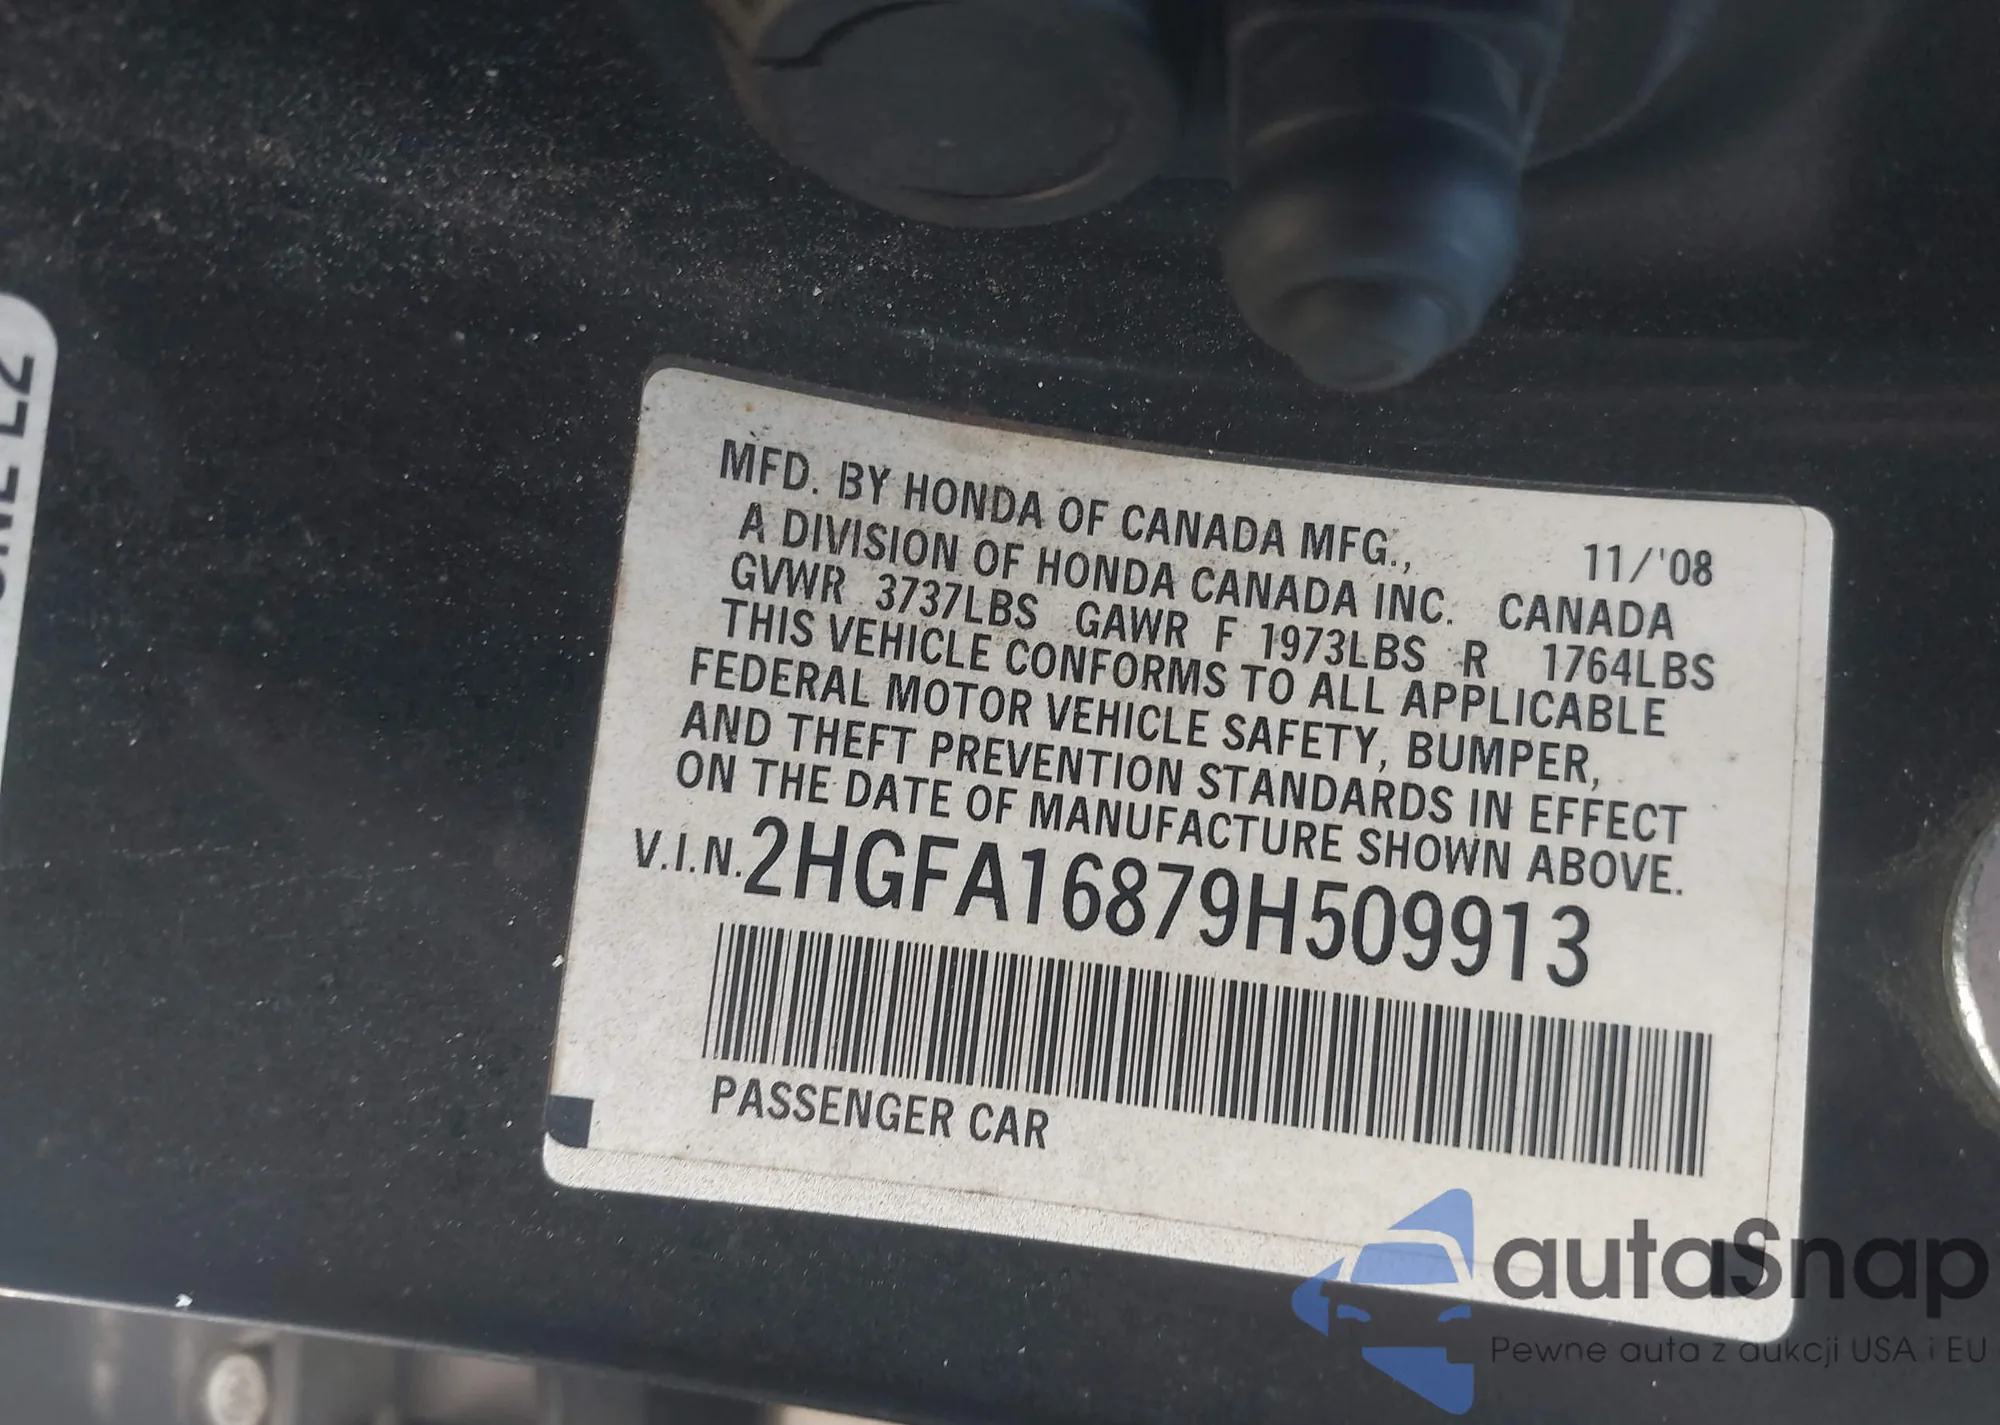 MFD. BY HONDA OF CANADA MFG., 11/'08
A DIVISION OF HONDA CANADA INC. CANADA
GVWR 3737LBS GAWR F 1973LBS R 1764LBS
THIS VEHICLE CONFORMS TO ALL APPLICABLE
FEDERAL MOTOR VEHICLE SAFETY, BUMPER,
AND THEFT PREVENTION STANDARDS IN EFFECT
ON THE DATE OF MANUFACTURE SHOWN ABOVE.
V.I.N. 2HGFA16879H509913
PASSENGER CAR
autaSnap
Pewne auta z aukcji USA i EU